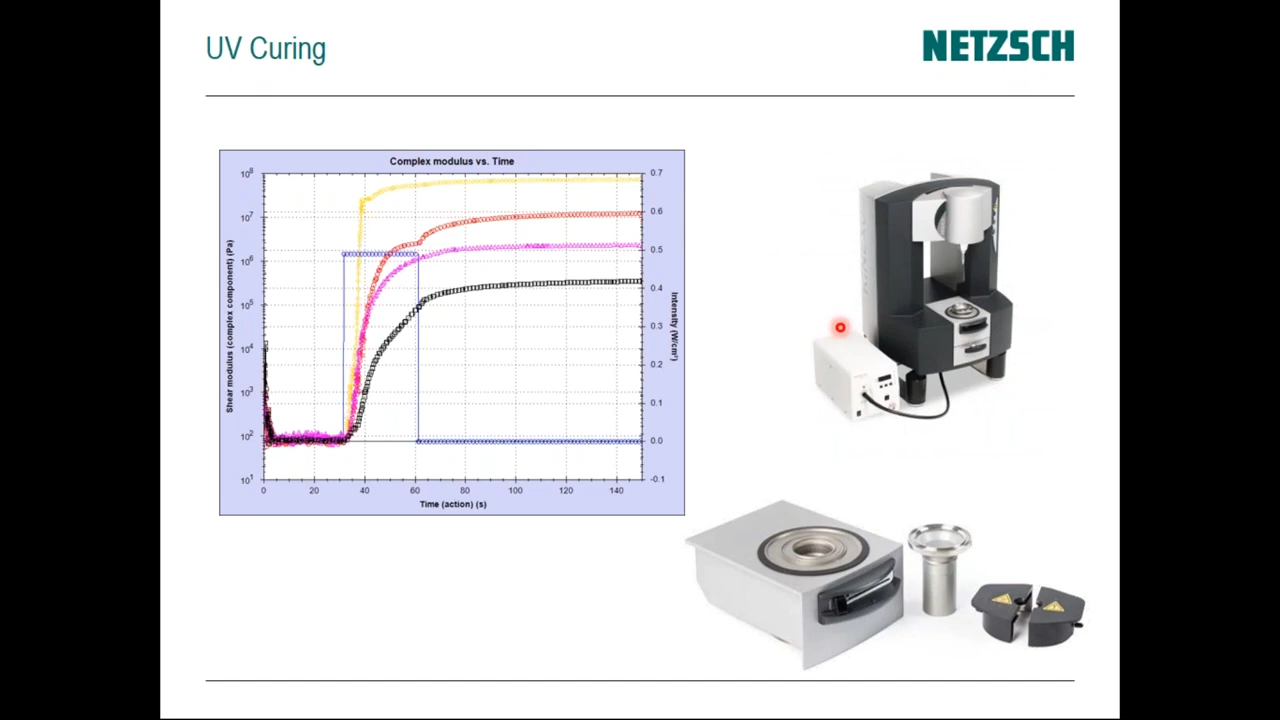 UV Curing
NETZSCH
Complex modulus vs. Time
Shear modulus (complex component) (Pa)
10⁸
10⁷
10⁶
10⁵
10⁴
10³
10²
10¹
0.7
0.6
0.5
0.4
0.3
0.2
0.1
0.0
-0.1
Intensity (W/cm²)
0 20 40 60 80 100 120 140
Time (action) (s)